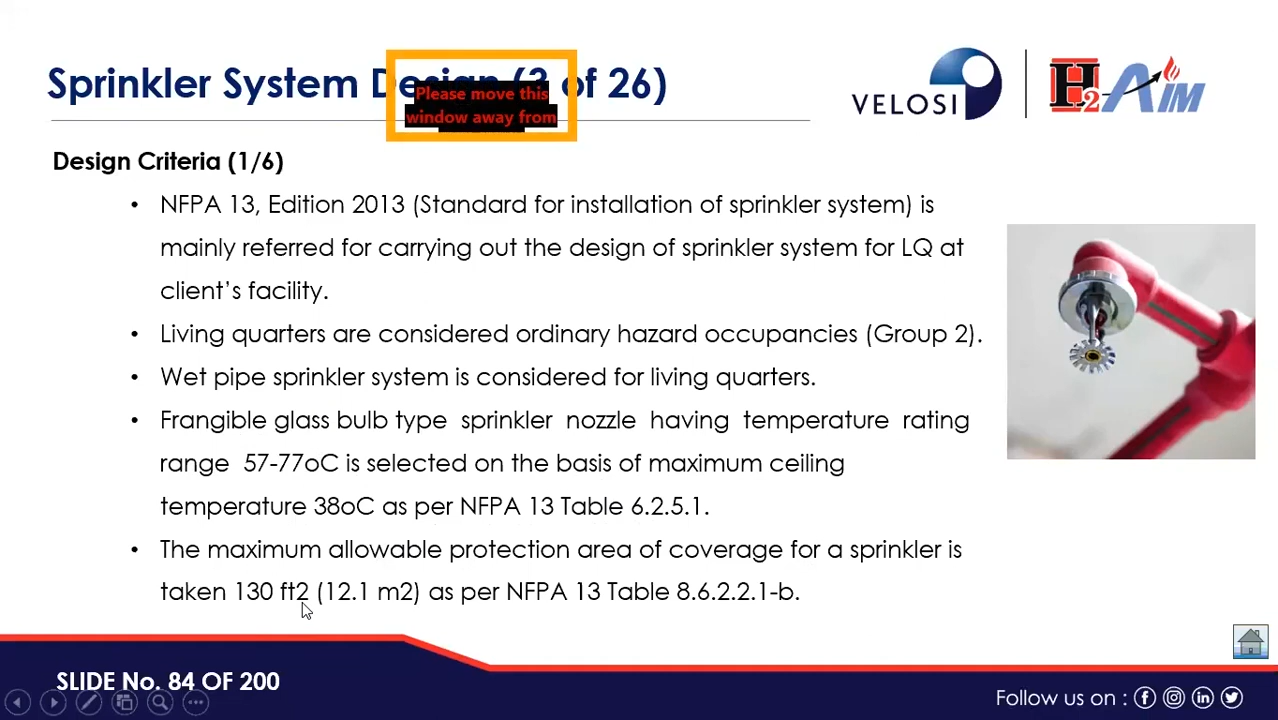 Sprinkler System Design (3 of 26)
Please move this
window away from
VELOSI
H2AIM
Design Criteria (1/6)
• NFPA 13, Edition 2013 (Standard for installation of sprinkler system) is
mainly referred for carrying out the design of sprinkler system for LQ at
client's facility.
• Living quarters are considered ordinary hazard occupancies (Group 2).
• Wet pipe sprinkler system is considered for living quarters.
• Frangible glass bulb type sprinkler nozzle having temperature rating
range 57-77oC is selected on the basis of maximum ceiling
temperature 38oC as per NFPA 13 Table 6.2.5.1.
• The maximum allowable protection area of coverage for a sprinkler is
taken 130 ft2 (12.1 m2) as per NFPA 13 Table 8.6.2.2.1-b.
SLIDE No. 84 OF 200
Follow us on :